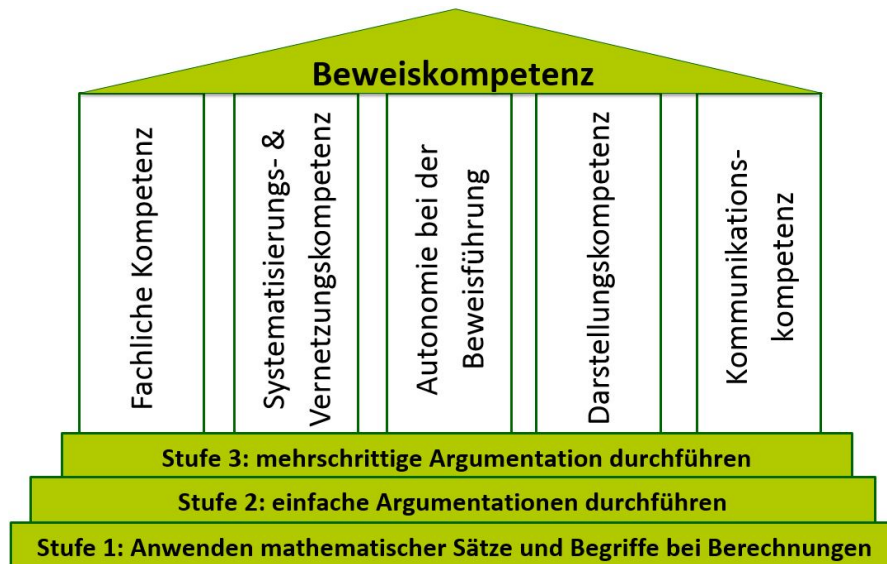 Beweiskompetenz
Fachliche Kompetenz
Systematisierungs- &
Vernetzungskompetenz
Autonomie bei der
Beweisführung
Darstellungskompetenz
Kommunikations-
kompetenz
Stufe 3: mehrschrittige Argumentation durchführen
Stufe 2: einfache Argumentationen durchführen
Stufe 1: Anwenden mathematischer Sätze und Begriffe bei Berechnungen